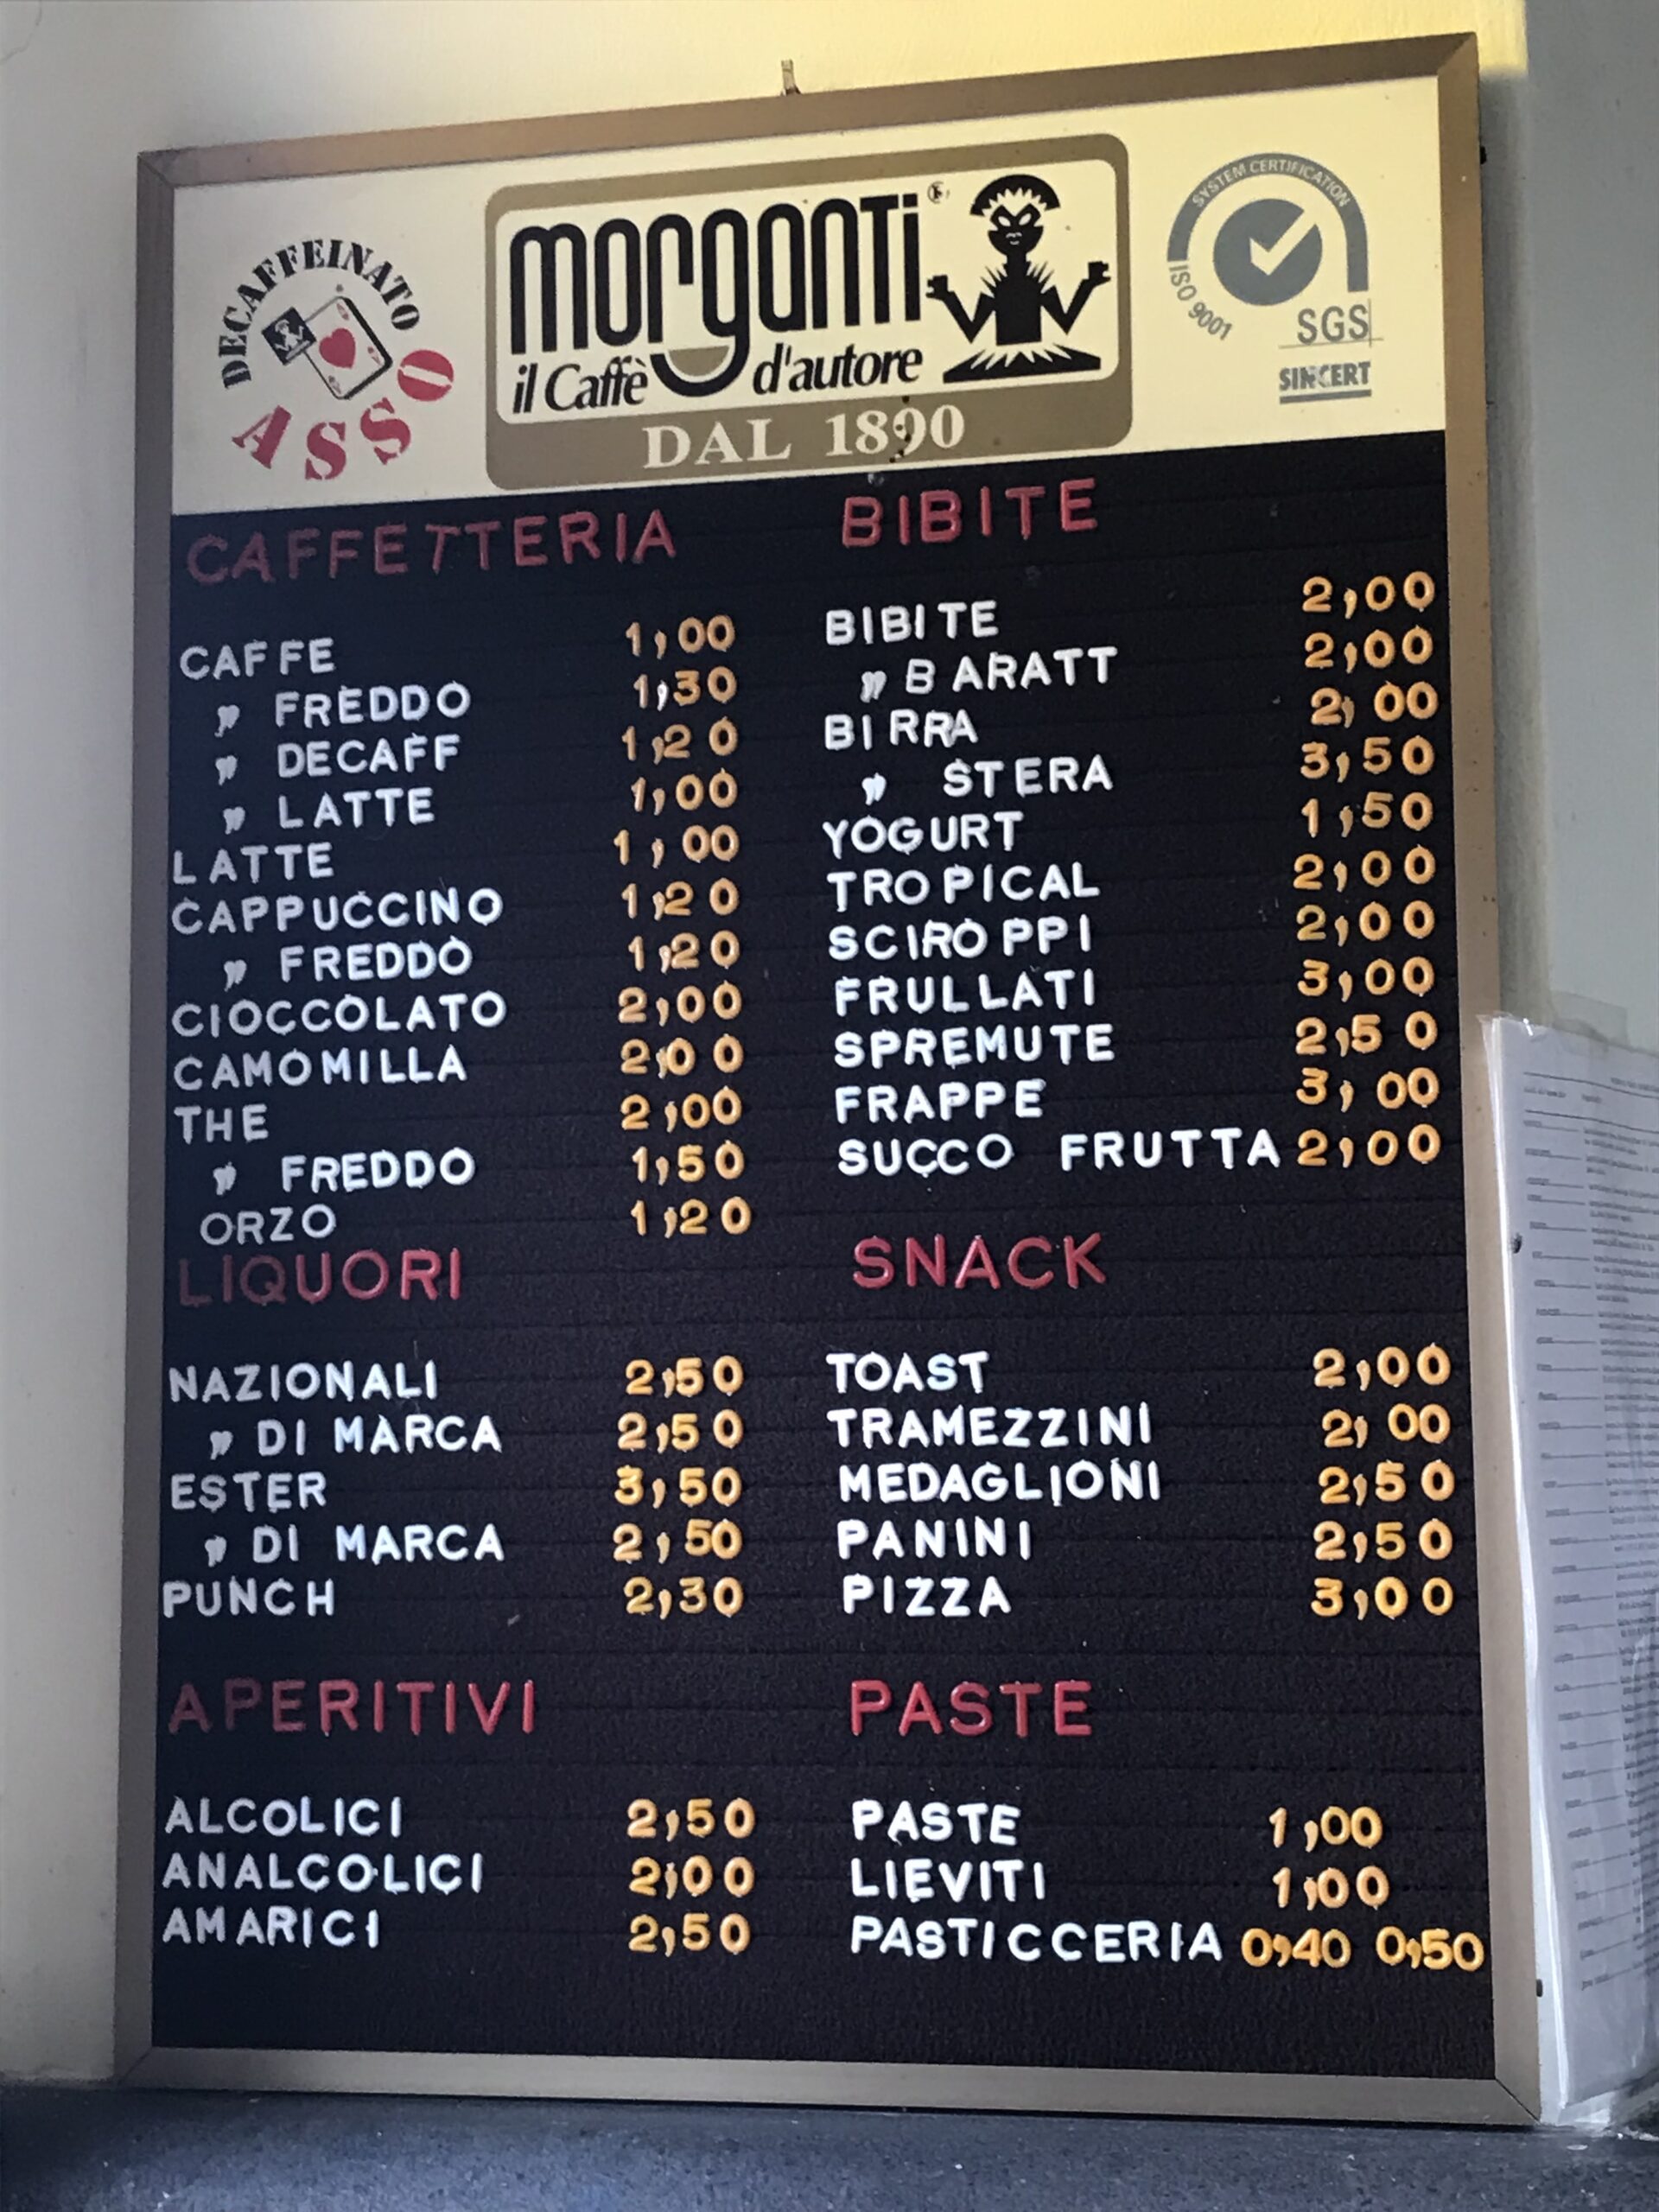 DECAFFEINATO
ASSO
morganti ®
il Caffè d'autore
DAL 1890
SYSTEM CERTIFICATION
ISO 9001
SGS
SINCERT
CAFFETTERIA
CAFFE 1,00
" FREDDO 1,30
" DECAFF 1,20
" LATTE 1,00
LATTE 1,00
CAPPUCCINO 1,20
" FREDDO 1,20
CIOCCOLATO 2,00
CAMOMILLA 2,00
THE 2,00
" FREDDO 1,50
ORZO 1,20
LIQUORI
NAZIONALI 2,50
" DI MARCA 2,50
ESTER 3,50
" DI MARCA 2,50
PUNCH 2,30
APERITIVI
ALCOLICI 2,50
ANALCOLICI 2,00
AMARICI 2,50
BIBITE
BIBITE 2,00
" BARATT 2,00
BIRRA 2,00
" STERA 3,50
YOGURT 1,50
TROPICAL 2,00
SCIROPPI 2,00
FRULLATI 3,00
SPREMUTE 2,50
FRAPPE 3,00
SUCCO FRUTTA 2,00
SNACK
TOAST 2,00
TRAMEZZINI 2,00
MEDAGLIONI 2,50
PANINI 2,50
PIZZA 3,00
PASTE
PASTE 1,00
LIEVITI 1,00
PASTICCERIA 0,40 0,50